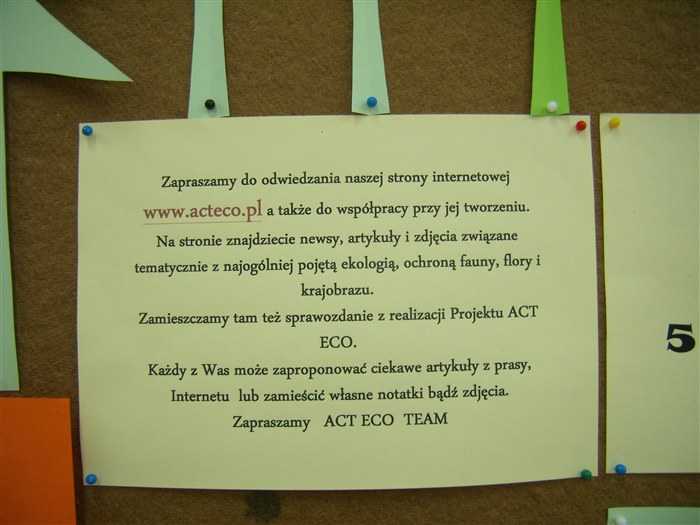 Zapraszamy do odwiedzania naszej strony internetowej
www.acteco.pl a także do współpracy przy jej tworzeniu.
Na stronie znajdziecie newsy, artykuły i zdjęcia związane
tematycznie z najogólniej pojętą ekologią, ochroną fauny, flory i
krajobrazu.
Zamieszczamy tam też sprawozdanie z realizacji Projektu ACT
ECO.
Każdy z Was może zaproponować ciekawe artykuły z prasy,
Internetu lub zamieścić własne notatki bądź zdjęcia.
Zapraszamy ACT ECO TEAM
5